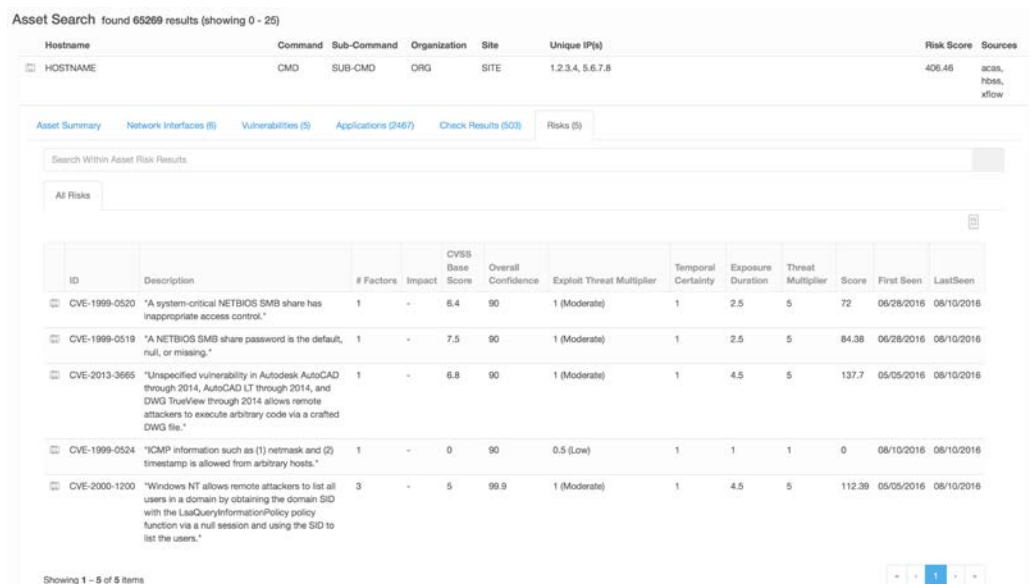 Asset Search found 65269 results (showing 0 - 25)
Hostname Command Sub-Command Organization Site Unique IP(s) Risk Score Sources
HOSTNAME CMD SUB-CMD ORG SITE 1.2.3.4, 5.6.7.8 406.46 acas,
hbss,
xflow
Asset Summary Network Interfaces (6) Vulnerabilities (5) Applications (2467) Check Results (503) Risks (5)
Search Within Asset Risk Results
All Risks
CVSS
Base Overall Temporal Exposure Threat
ID Description # Factors Impact Score Confidence Exploit Threat Multiplier Certainty Duration Multiplier Score First Seen LastSeen
CVE-1999-0520 "A system-critical NETBIOS SMB share has 1 - 6.4 90 1 (Moderate) 1 2.5 5 72 06/28/2016 08/10/2016
inappropriate access control."
CVE-1999-0519 "A NETBIOS SMB share password is the default, 1 - 7.5 90 1 (Moderate) 1 2.5 5 84.38 06/28/2016 08/10/2016
null, or missing."
CVE-2013-3665 "Unspecified vulnerability in Autodesk AutoCAD 1 - 6.8 90 1 (Moderate) 1 4.5 5 137.7 05/05/2016 08/10/2016
through 2014, AutoCAD LT through 2014, and
DWG TrueView through 2014 allows remote
attackers to execute arbitrary code via a crafted
DWG file."
CVE-1999-0524 "ICMP information such as (1) netmask and (2) 1 - 0 90 0.5 (Low) 1 1 1 0 08/10/2016 08/10/2016
timestamp is allowed from arbitrary hosts."
CVE-2000-1200 "Windows NT allows remote attackers to list all 3 - 5 99.9 1 (Moderate) 1 4.5 5 112.39 05/05/2016 08/10/2016
users in a domain by obtaining the domain SID
with the LsaQueryInformationPolicy policy
function via a null session and using the SID to
list the users."
Showing 1 – 5 of 5 items « ‹ 1 › »